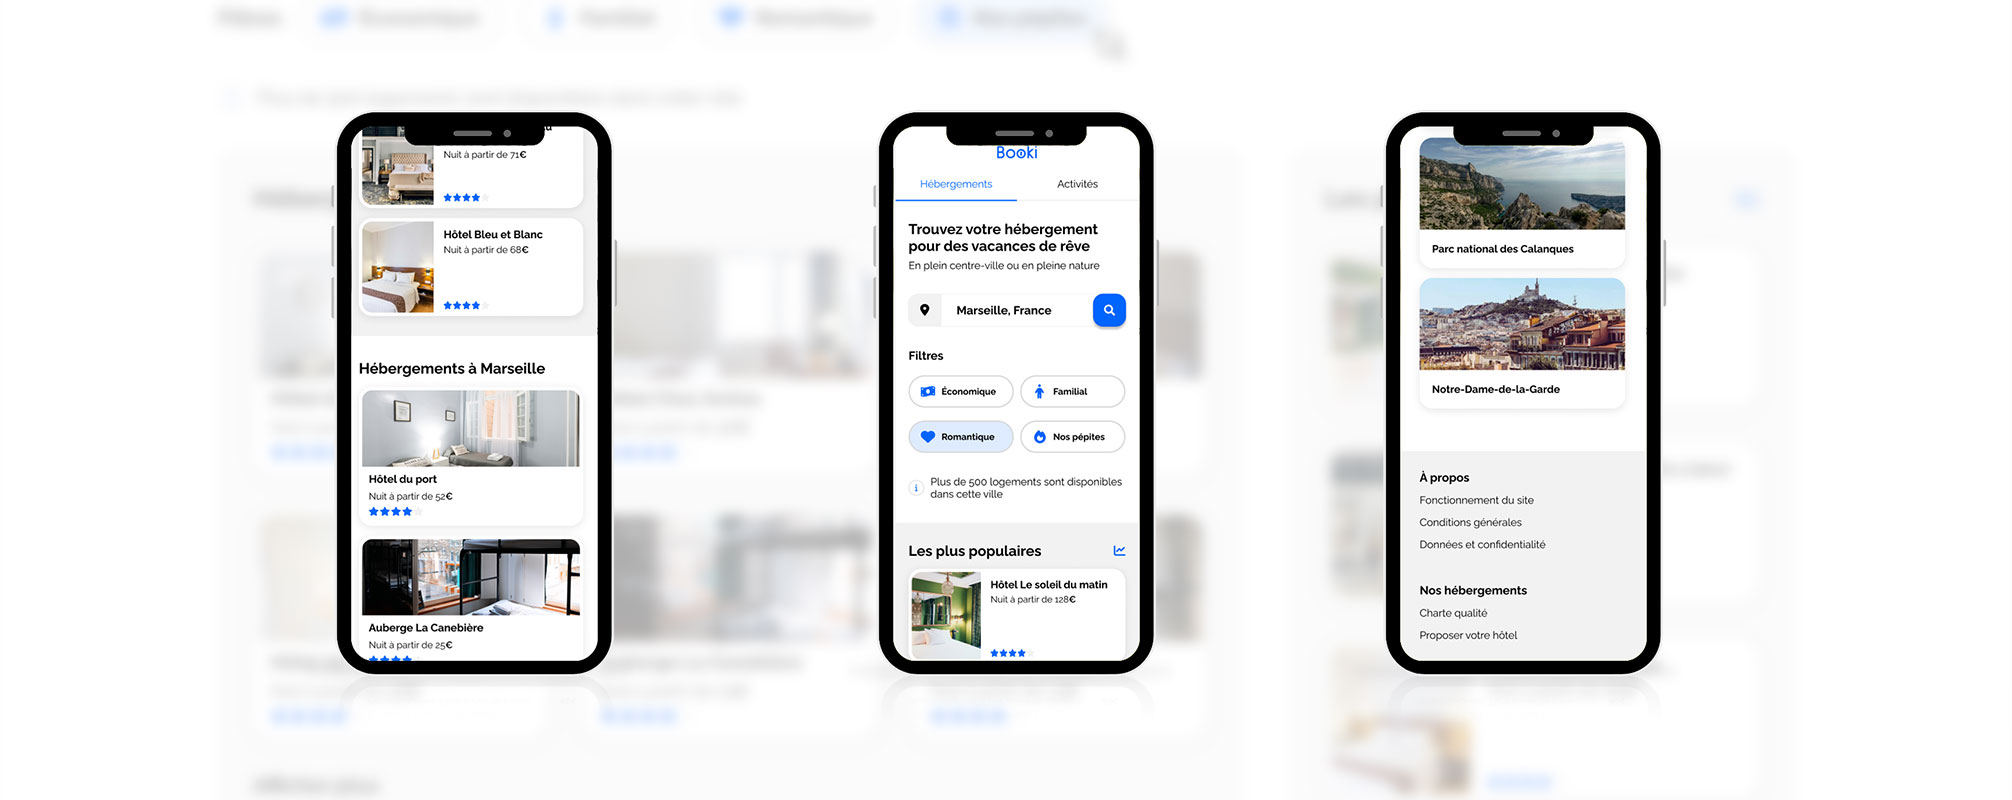 Nuit à partir de 71€
Hôtel Bleu et Blanc
Nuit à partir de 68€
Hébergements à Marseille
Hôtel du port
Nuit à partir de 52€
Auberge La Canebière
Nuit à partir de 25€
Booki
Hébergements
Activités
Trouvez votre hébergement
pour des vacances de rêve
En plein centre-ville ou en pleine nature
Marseille, France
Filtres
Économique
Familial
Romantique
Nos pépites
Plus de 500 logements sont disponibles
dans cette ville
Les plus populaires
Hôtel Le soleil du matin
Nuit à partir de 128€
Parc national des Calanques
Notre-Dame-de-la-Garde
À propos
Fonctionnement du site
Conditions générales
Données et confidentialité
Nos hébergements
Charte qualité
Proposer votre hôtel